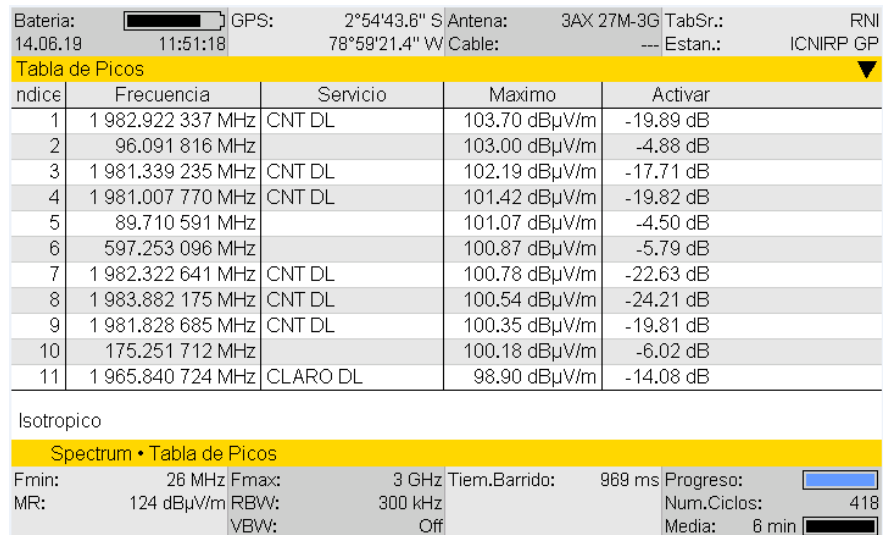 Bateria: GPS: 2°54'43.6" S Antena: 3AX 27M-3G TabSr.: RNI
14.06.19 11:51:18 78°59'21.4" W Cable: --- Estan.: ICNIRP GP
Tabla de Picos
ndice Frecuencia Servicio Maximo Activar
1 1 982.922 337 MHz CNT DL 103.70 dBµV/m -19.89 dB
2 96.091 816 MHz 103.00 dBµV/m -4.88 dB
3 1 981.339 235 MHz CNT DL 102.19 dBµV/m -17.71 dB
4 1 981.007 770 MHz CNT DL 101.42 dBµV/m -19.82 dB
5 89.710 591 MHz 101.07 dBµV/m -4.50 dB
6 597.253 096 MHz 100.87 dBµV/m -5.79 dB
7 1 982.322 641 MHz CNT DL 100.78 dBµV/m -22.63 dB
8 1 983.882 175 MHz CNT DL 100.54 dBµV/m -24.21 dB
9 1 981.828 685 MHz CNT DL 100.35 dBµV/m -19.81 dB
10 175.251 712 MHz 100.18 dBµV/m -6.02 dB
11 1 965.840 724 MHz CLARO DL 98.90 dBµV/m -14.08 dB
Isotropico
Spectrum • Tabla de Picos
Fmin: 26 MHz Fmax: 3 GHz Tiem.Barrido: 969 ms Progreso:
MR: 124 dBµV/m RBW: 300 kHz Num.Ciclos: 418
VBW: Off Media: 6 min